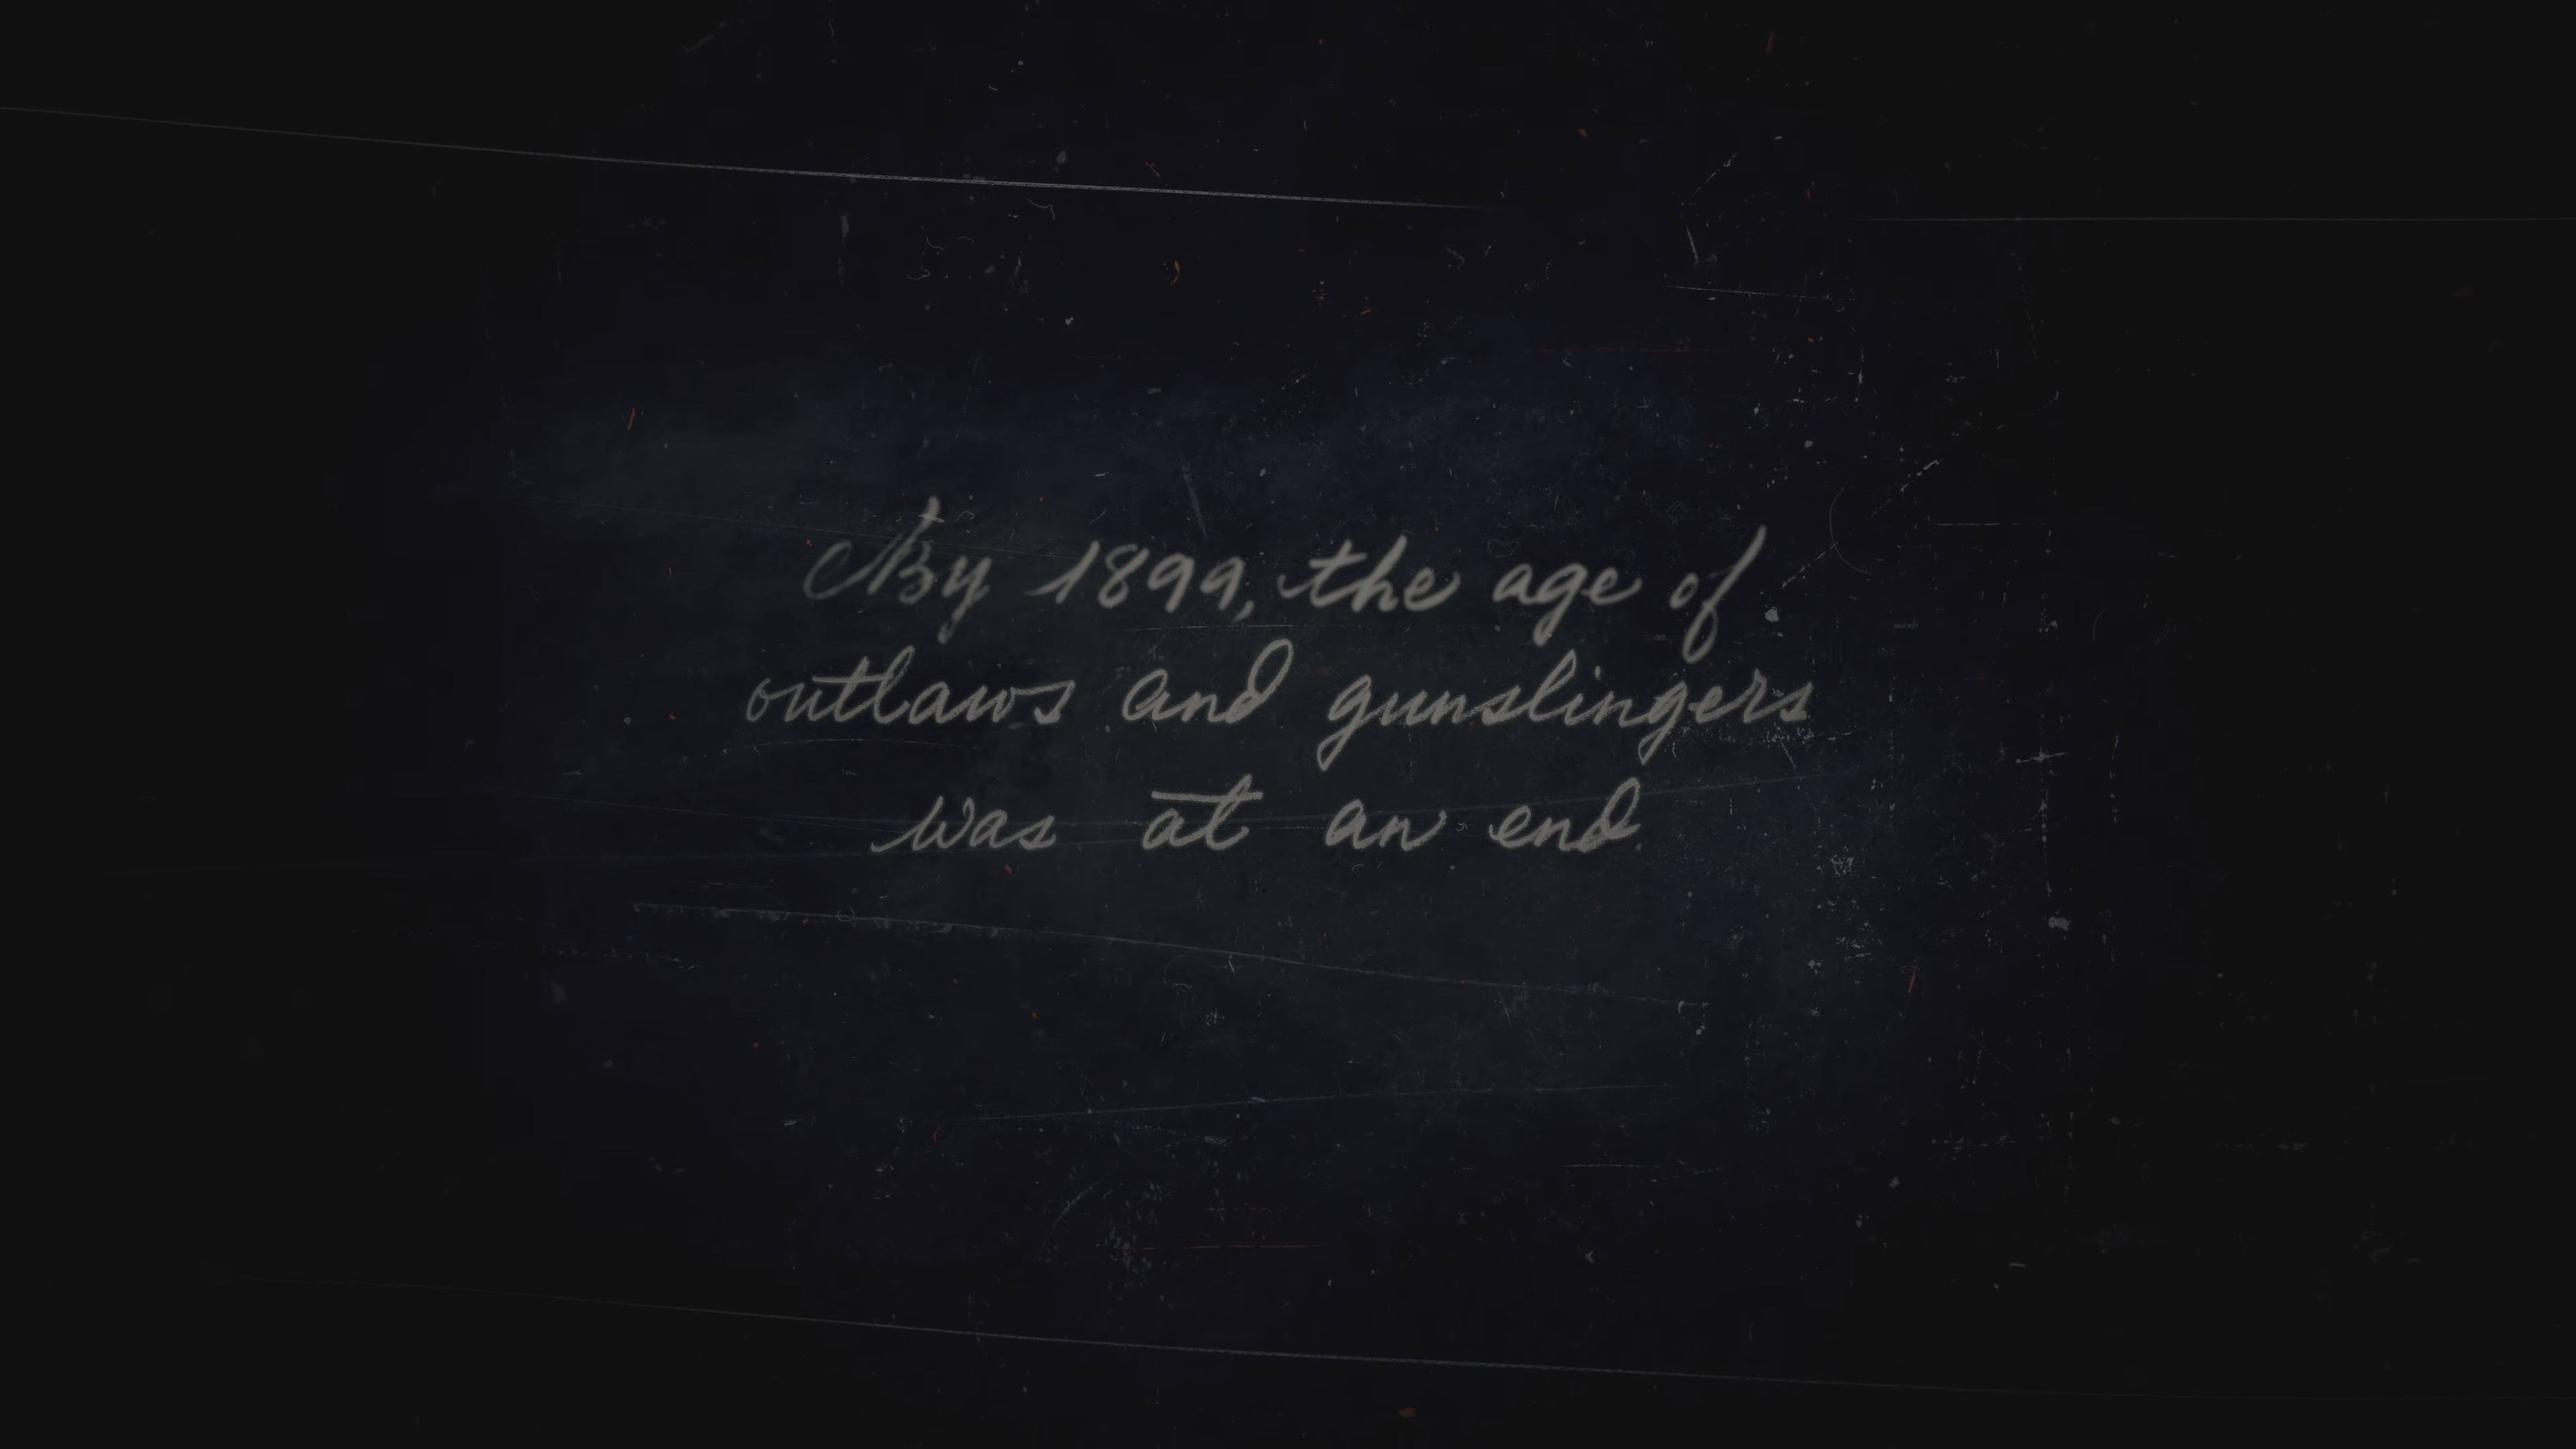 By 1899, the age of
outlaws and gunslingers
was at an end.